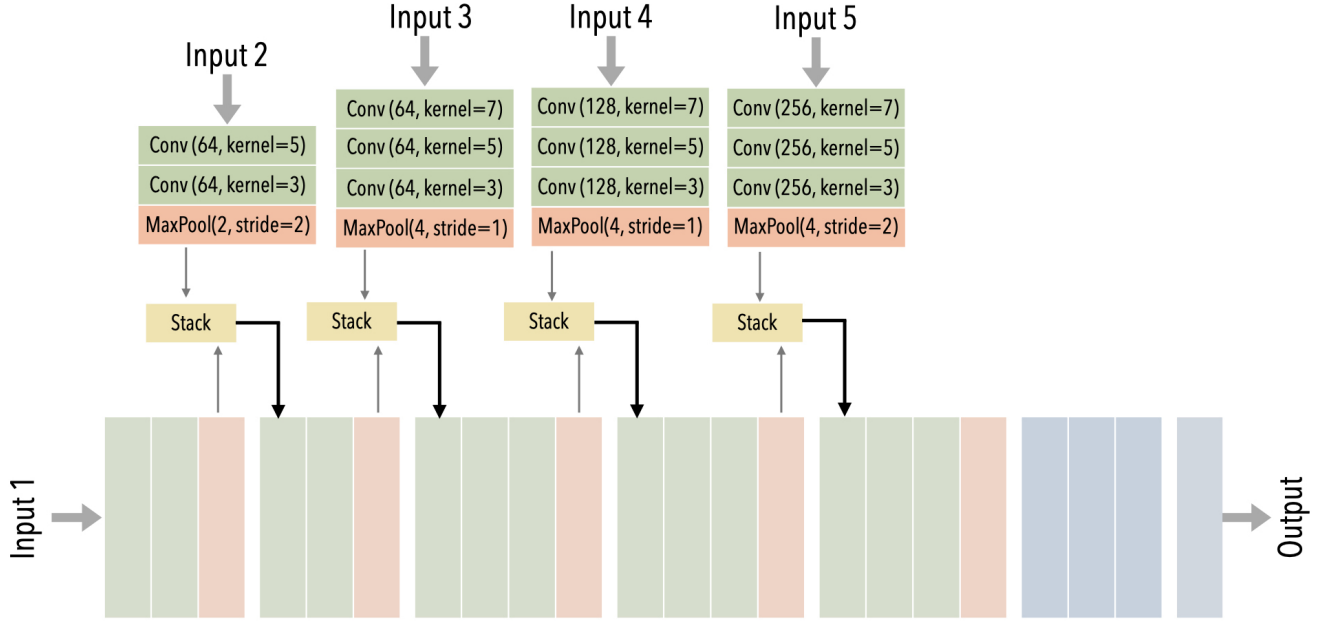 Input 2
Conv (64, kernel=5)
Conv (64, kernel=3)
MaxPool(2, stride=2)
Stack
Input 3
Conv (64, kernel=7)
Conv (64, kernel=5)
Conv (64, kernel=3)
MaxPool(4, stride=1)
Stack
Input 4
Conv (128, kernel=7)
Conv (128, kernel=5)
Conv (128, kernel=3)
MaxPool(4, stride=1)
Stack
Input 5
Conv (256, kernel=7)
Conv (256, kernel=5)
Conv (256, kernel=3)
MaxPool(4, stride=2)
Stack
Input 1
Output